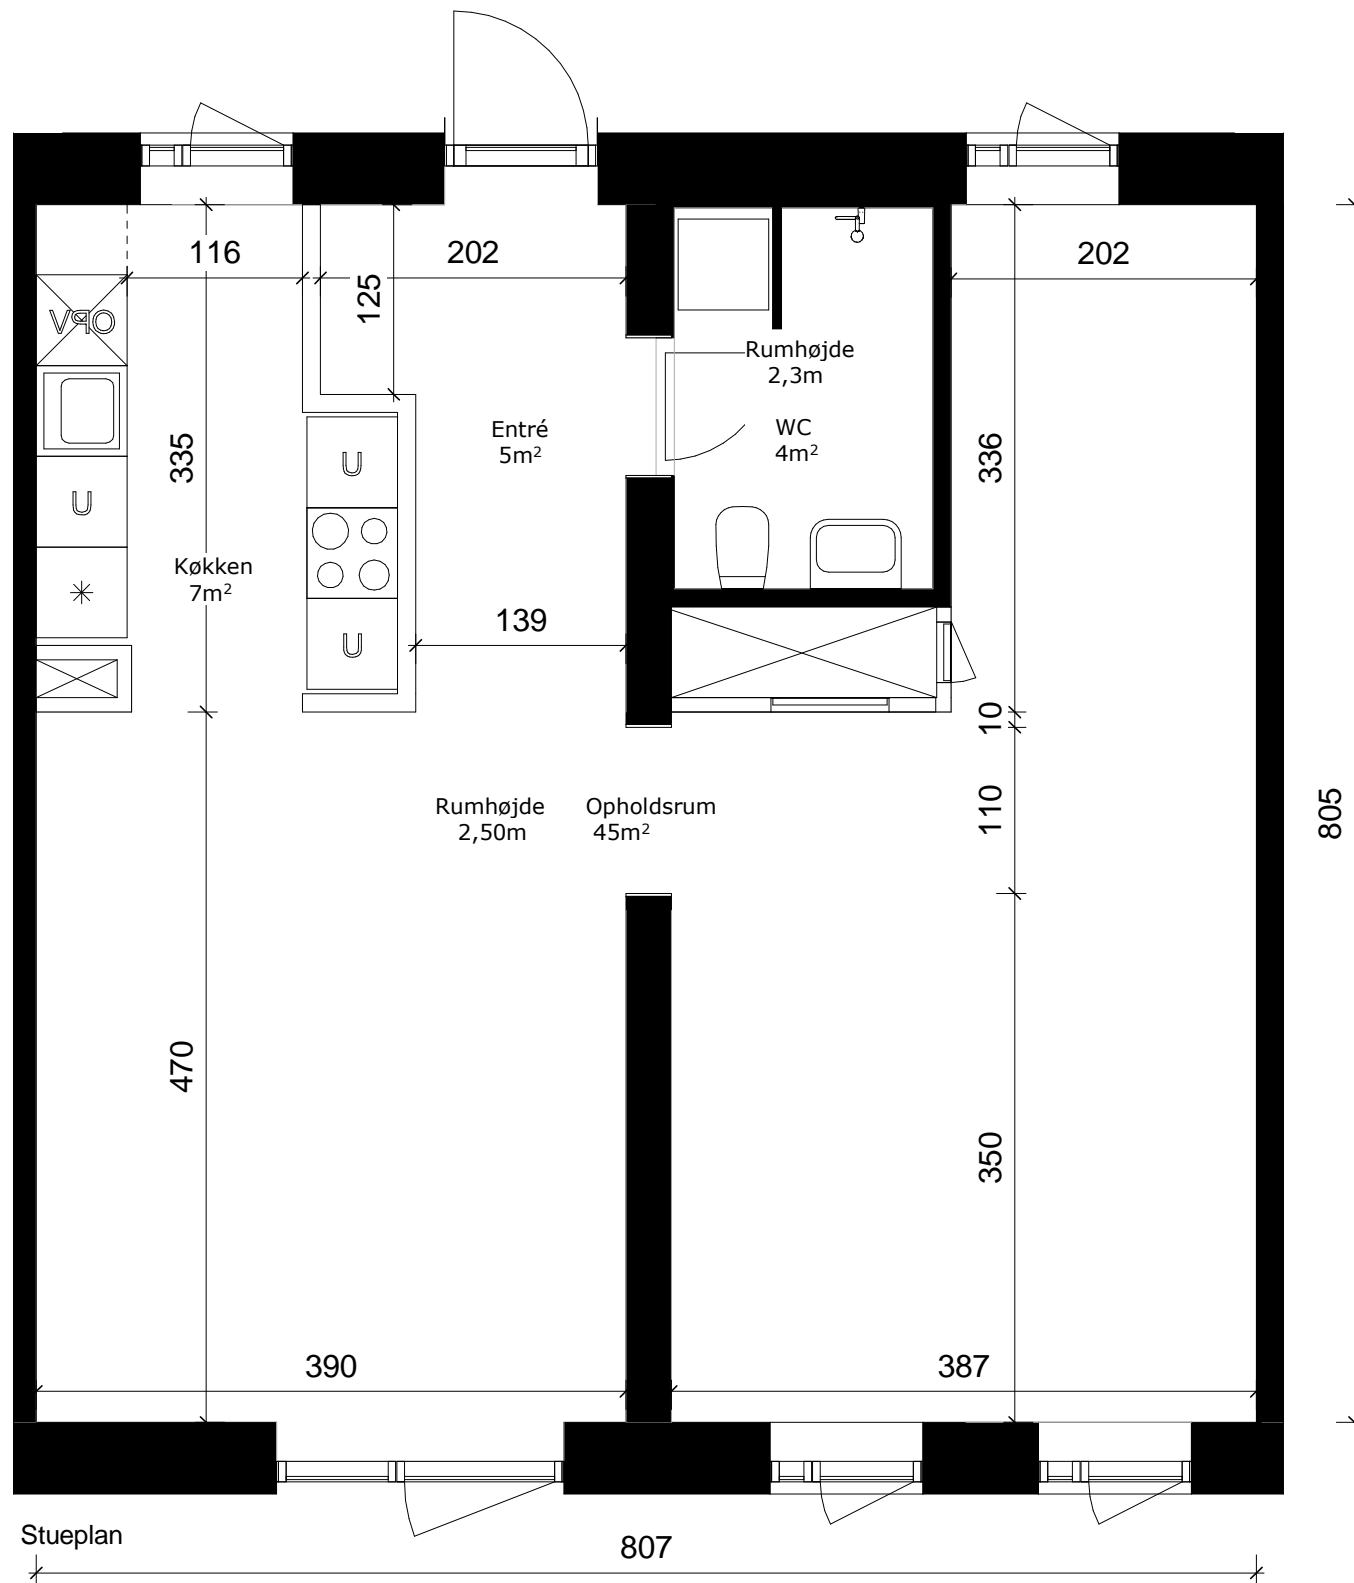 116
202
202
125
OPV
Rumhøjde
2,3m
Entré
5m²
WC
4m²
335
U
U
336
Køkken
7m²
139
U
10
Rumhøjde
2,50m
Opholdsrum
45m²
110
805
470
350
390
387
Stueplan
807